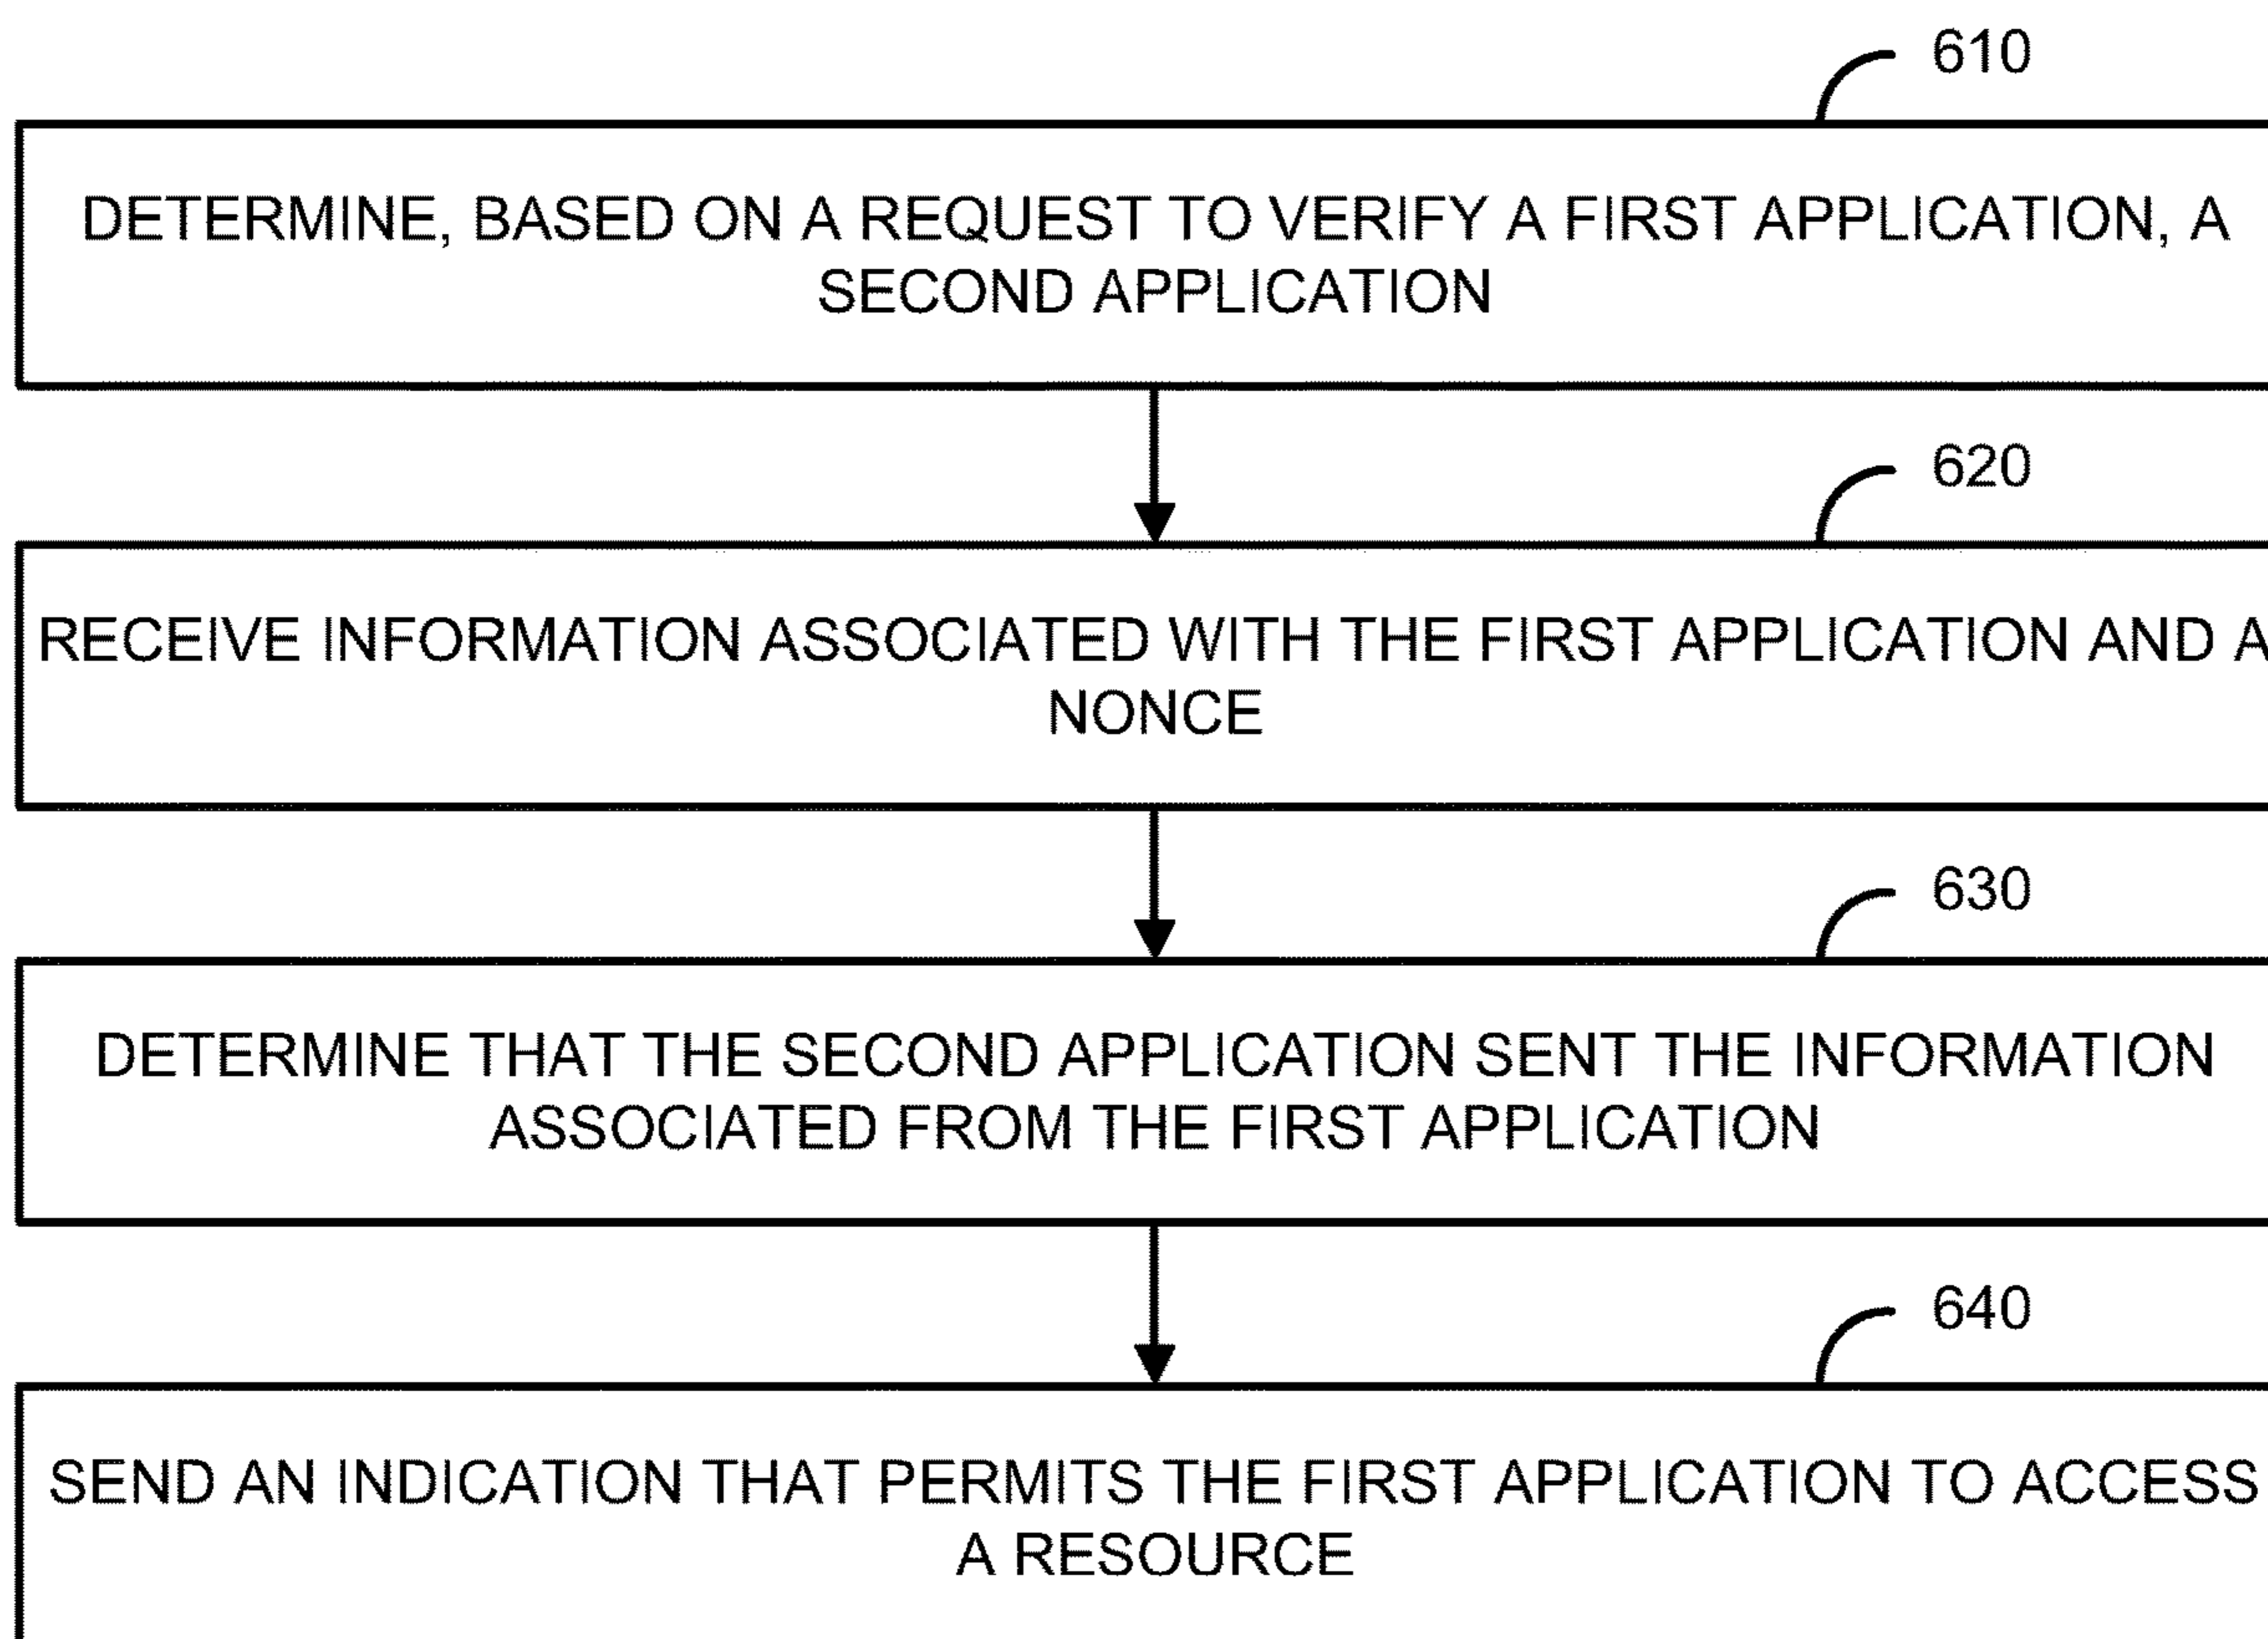 610
DETERMINE, BASED ON A REQUEST TO VERIFY A FIRST APPLICATION, A
SECOND APPLICATION
620
RECEIVE INFORMATION ASSOCIATED WITH THE FIRST APPLICATION AND A
NONCE
630
DETERMINE THAT THE SECOND APPLICATION SENT THE INFORMATION
ASSOCIATED FROM THE FIRST APPLICATION
640
SEND AN INDICATION THAT PERMITS THE FIRST APPLICATION TO ACCESS
A RESOURCE